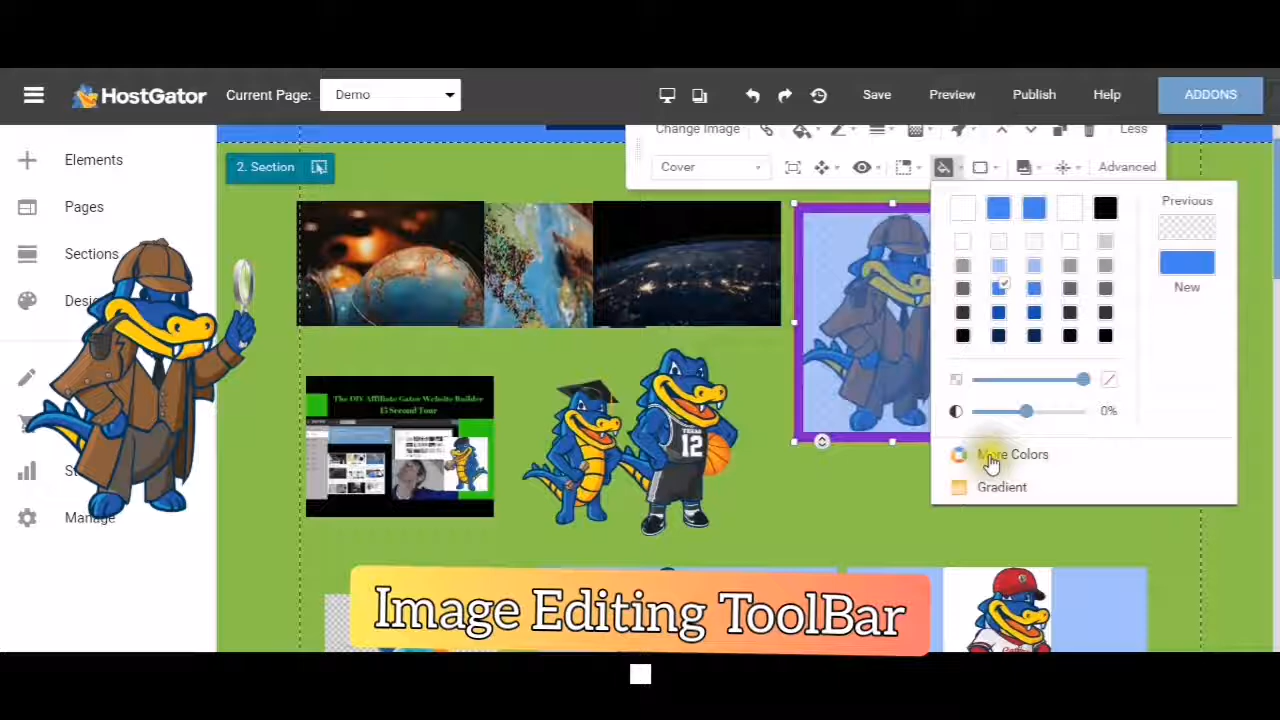 HostGator
Current Page:
Demo
Save
Preview
Publish
Help
ADDONS
Elements
Pages
Sections
Manage
2. Section
Change Image
Less
Cover
Advanced
Previous
New
0%
More Colors
Gradient
The DIY Affiliate Gator Website Builder
15 Second Tour
TEXAS
12
Image Editing ToolBar